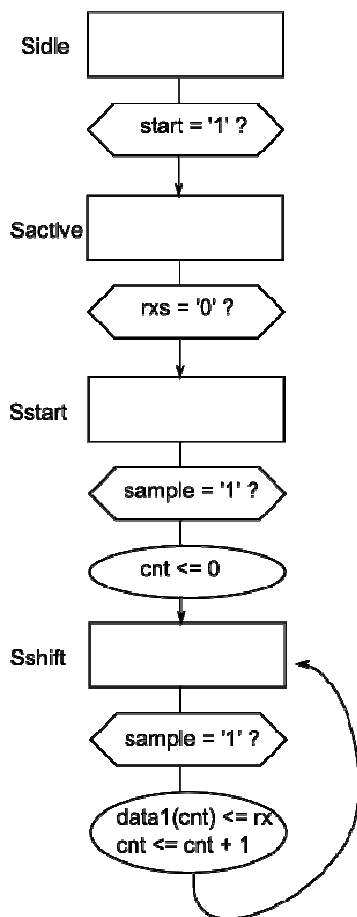 Sidle
start = '1' ?
Sactive
rxs = '0' ?
Sstart
sample = '1' ?
cnt <= 0
Sshift
sample = '1' ?
data1(cnt) <= rx
cnt <= cnt + 1